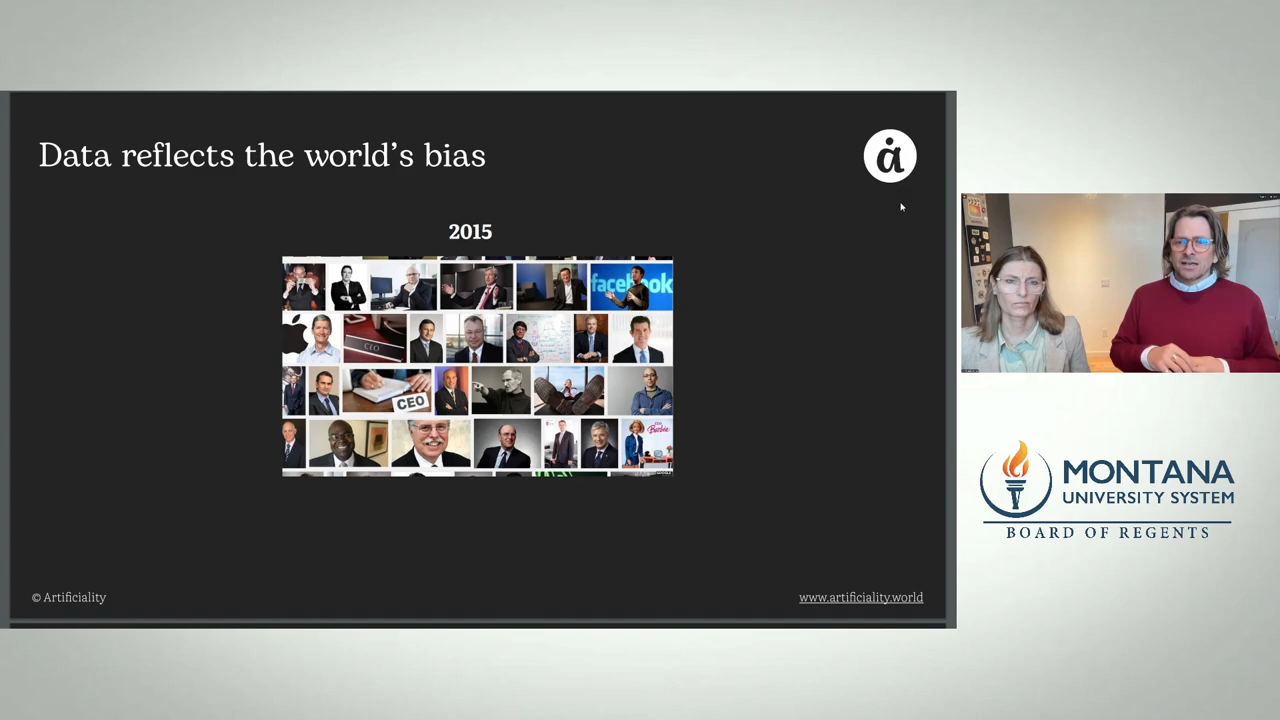 Data reflects the world's bias
2015
facebook
CEO
CEO
CEO
Barbie
© Artificiality
www.artificiality.world
MONTANA
UNIVERSITY SYSTEM
BOARD OF REGENTS